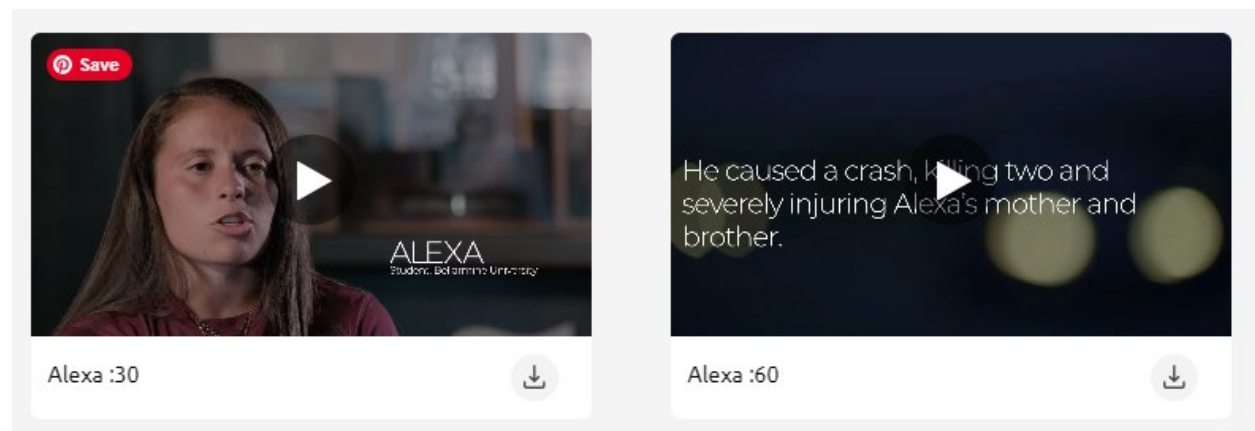 Save
ALEXA
Student, Bellarmine University
Alexa :30
He caused a crash, killing two and
severely injuring Alexa's mother and
brother.
Alexa :60